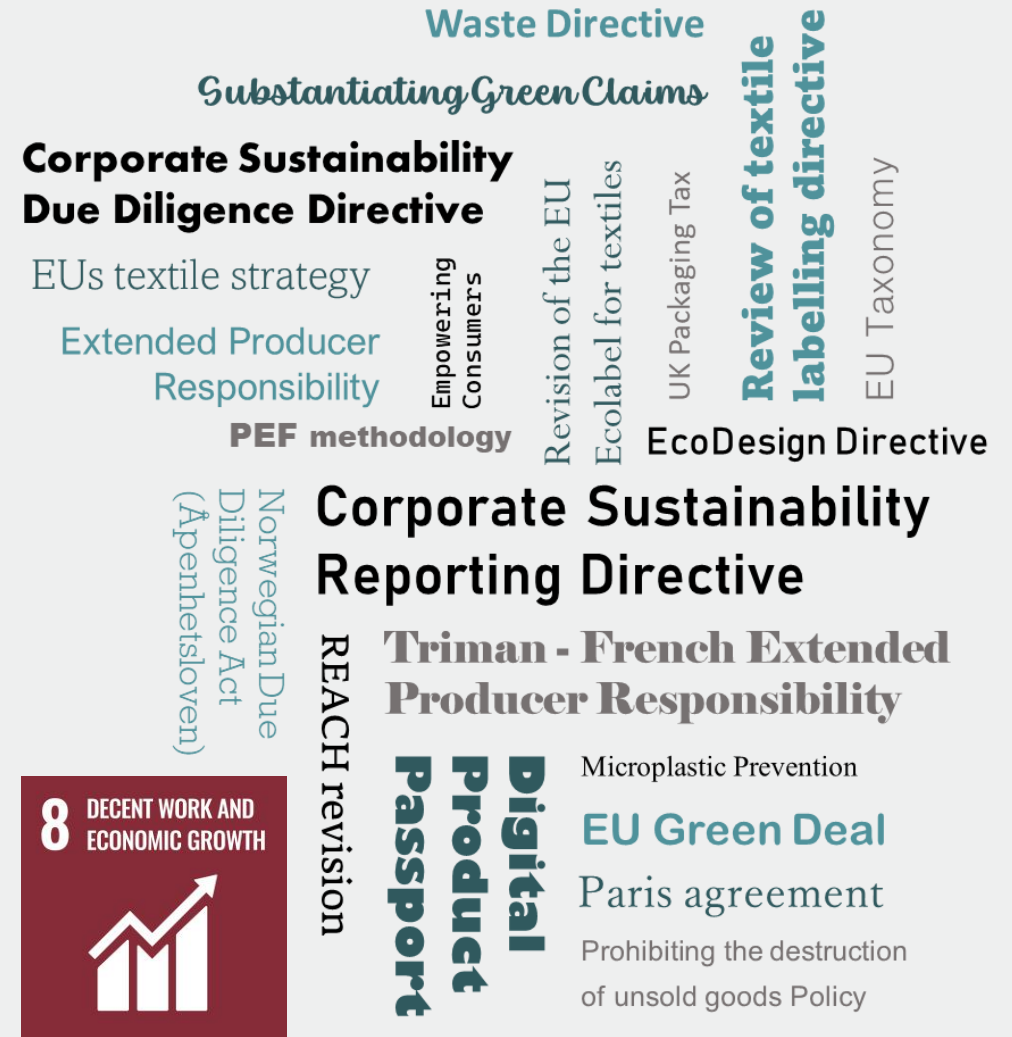 Waste Directive
Substantiating Green Claims
Corporate Sustainability
Due Diligence Directive
EUs textile strategy
Extended Producer
Responsibility
PEF methodology
Empowering
Consumers
Revision of the EU
Ecolabel for textiles
UK Packaging Tax
Review of textile
labelling directive
EU Taxonomy
EcoDesign Directive
Corporate Sustainability
Reporting Directive
Norwegian Due
Diligence Act
(Åpenhetsloven)
REACH revision
Triman - French Extended
Producer Responsibility
Digital
Product
Passport
Microplastic Prevention
EU Green Deal
Paris agreement
Prohibiting the destruction
of unsold goods Policy
8 DECENT WORK AND
ECONOMIC GROWTH